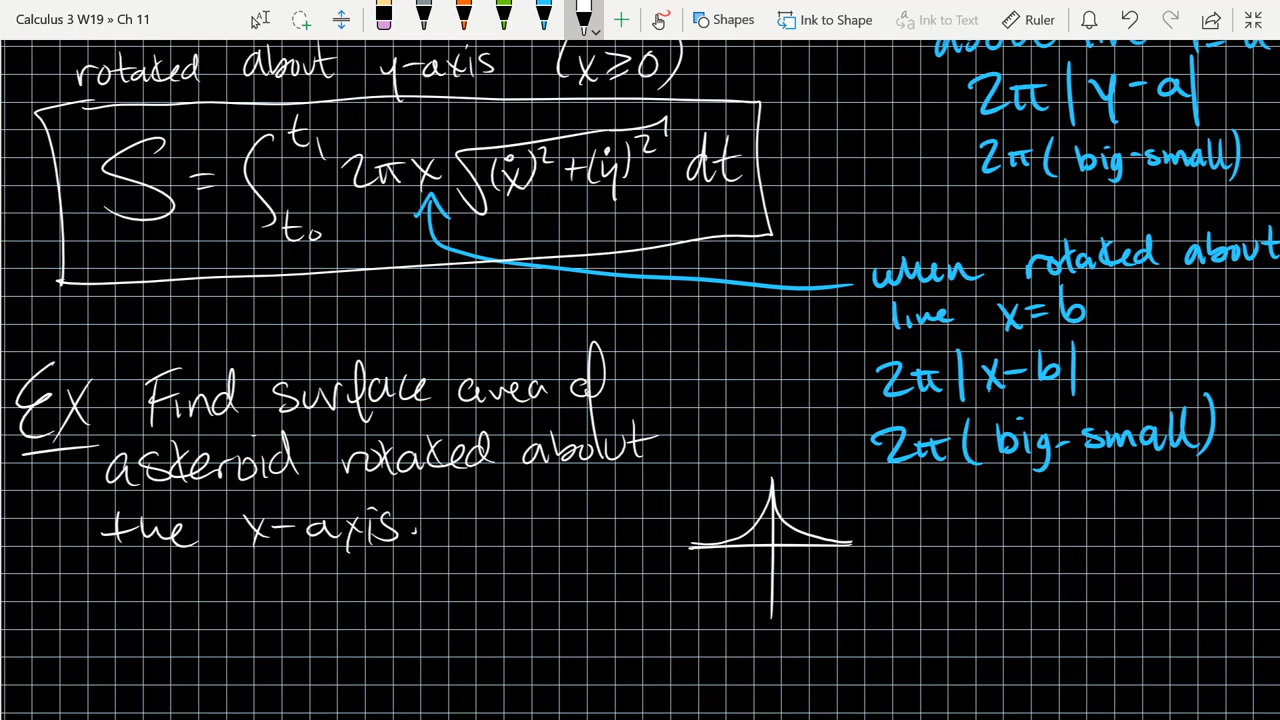 Calculus 3 W19 » Ch 11
Shapes
Ink to Shape
Ink to Text
Ruler
rotated about y-axis (x≥0)
S = ∫_{t₀}^{t₁} 2πx √((ẋ)² + (ẏ)²) dt
2π|y-a|
2π(big-small)
when rotated about
line x=b
2π|x-b|
2π(big-small)
Ex Find surface area of
asteroid rotated about
the x-axis.